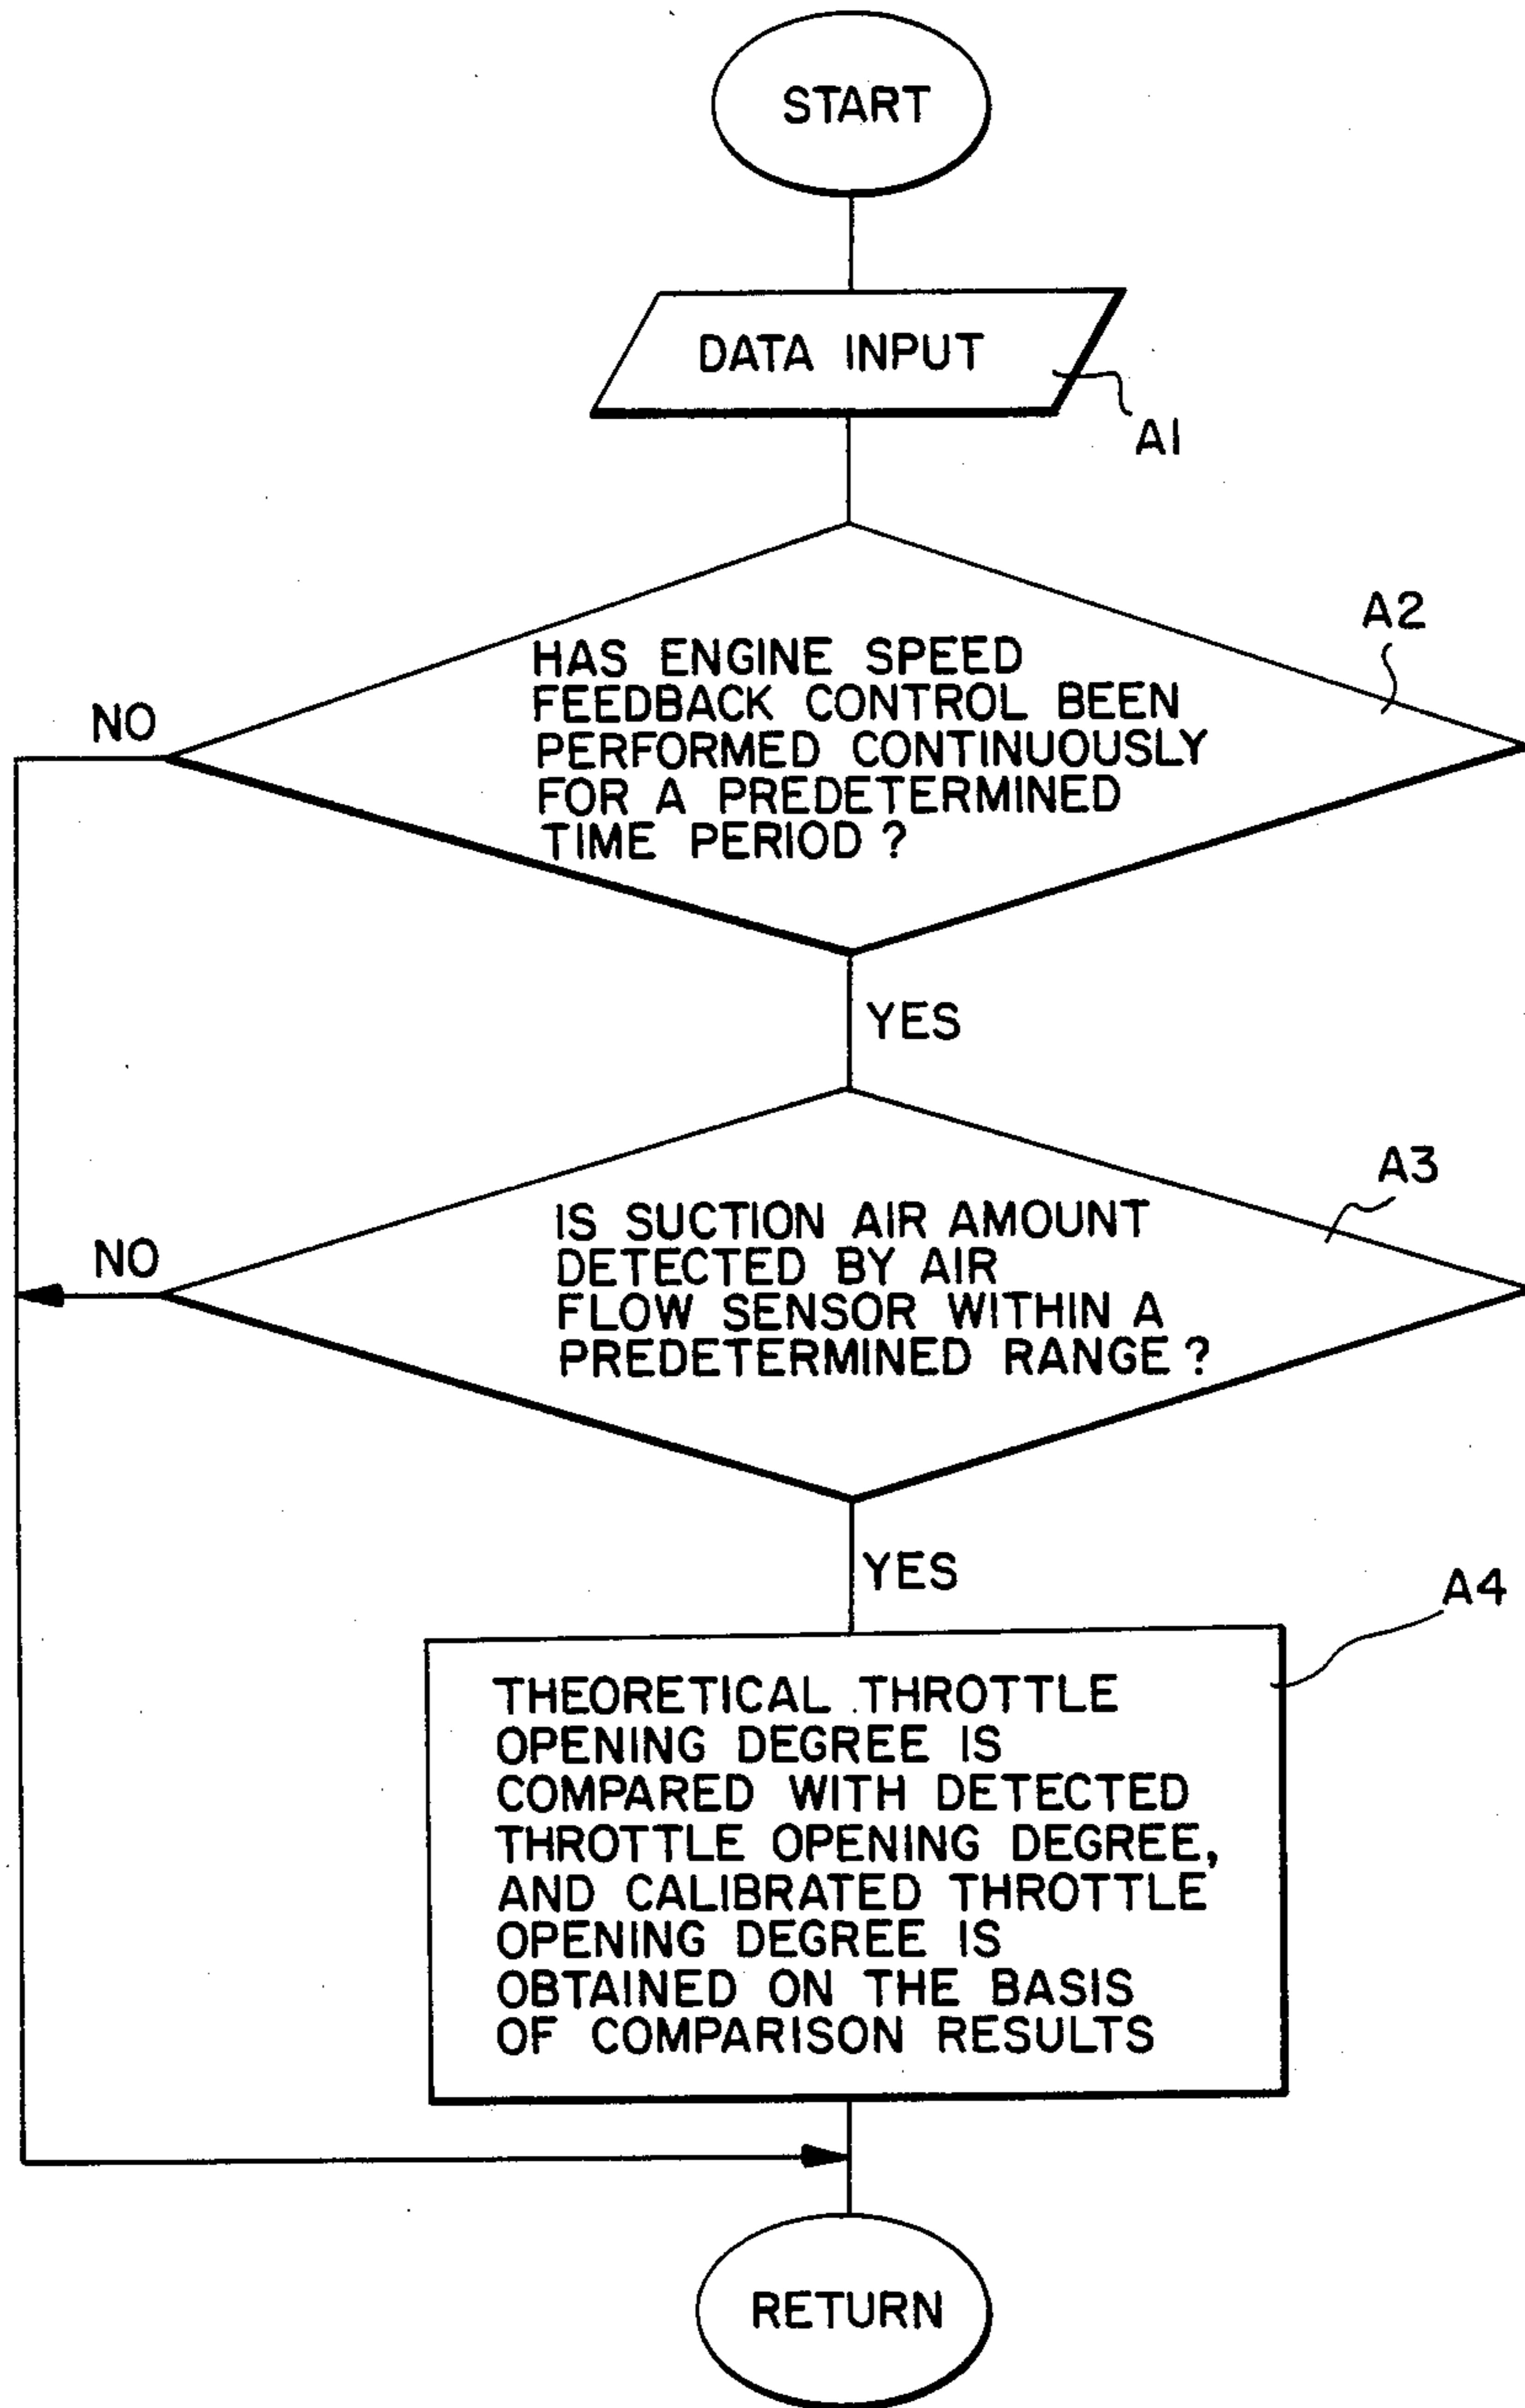 START
DATA INPUT
A1
A2
HAS ENGINE SPEED
FEEDBACK CONTROL BEEN
PERFORMED CONTINUOUSLY
FOR A PREDETERMINED
TIME PERIOD ?
NO
YES
A3
IS SUCTION AIR AMOUNT
DETECTED BY AIR
FLOW SENSOR WITHIN A
PREDETERMINED RANGE ?
NO
YES
A4
THEORETICAL THROTTLE
OPENING DEGREE IS
COMPARED WITH DETECTED
THROTTLE OPENING DEGREE,
AND CALIBRATED THROTTLE
OPENING DEGREE IS
OBTAINED ON THE BASIS
OF COMPARISON RESULTS
RETURN